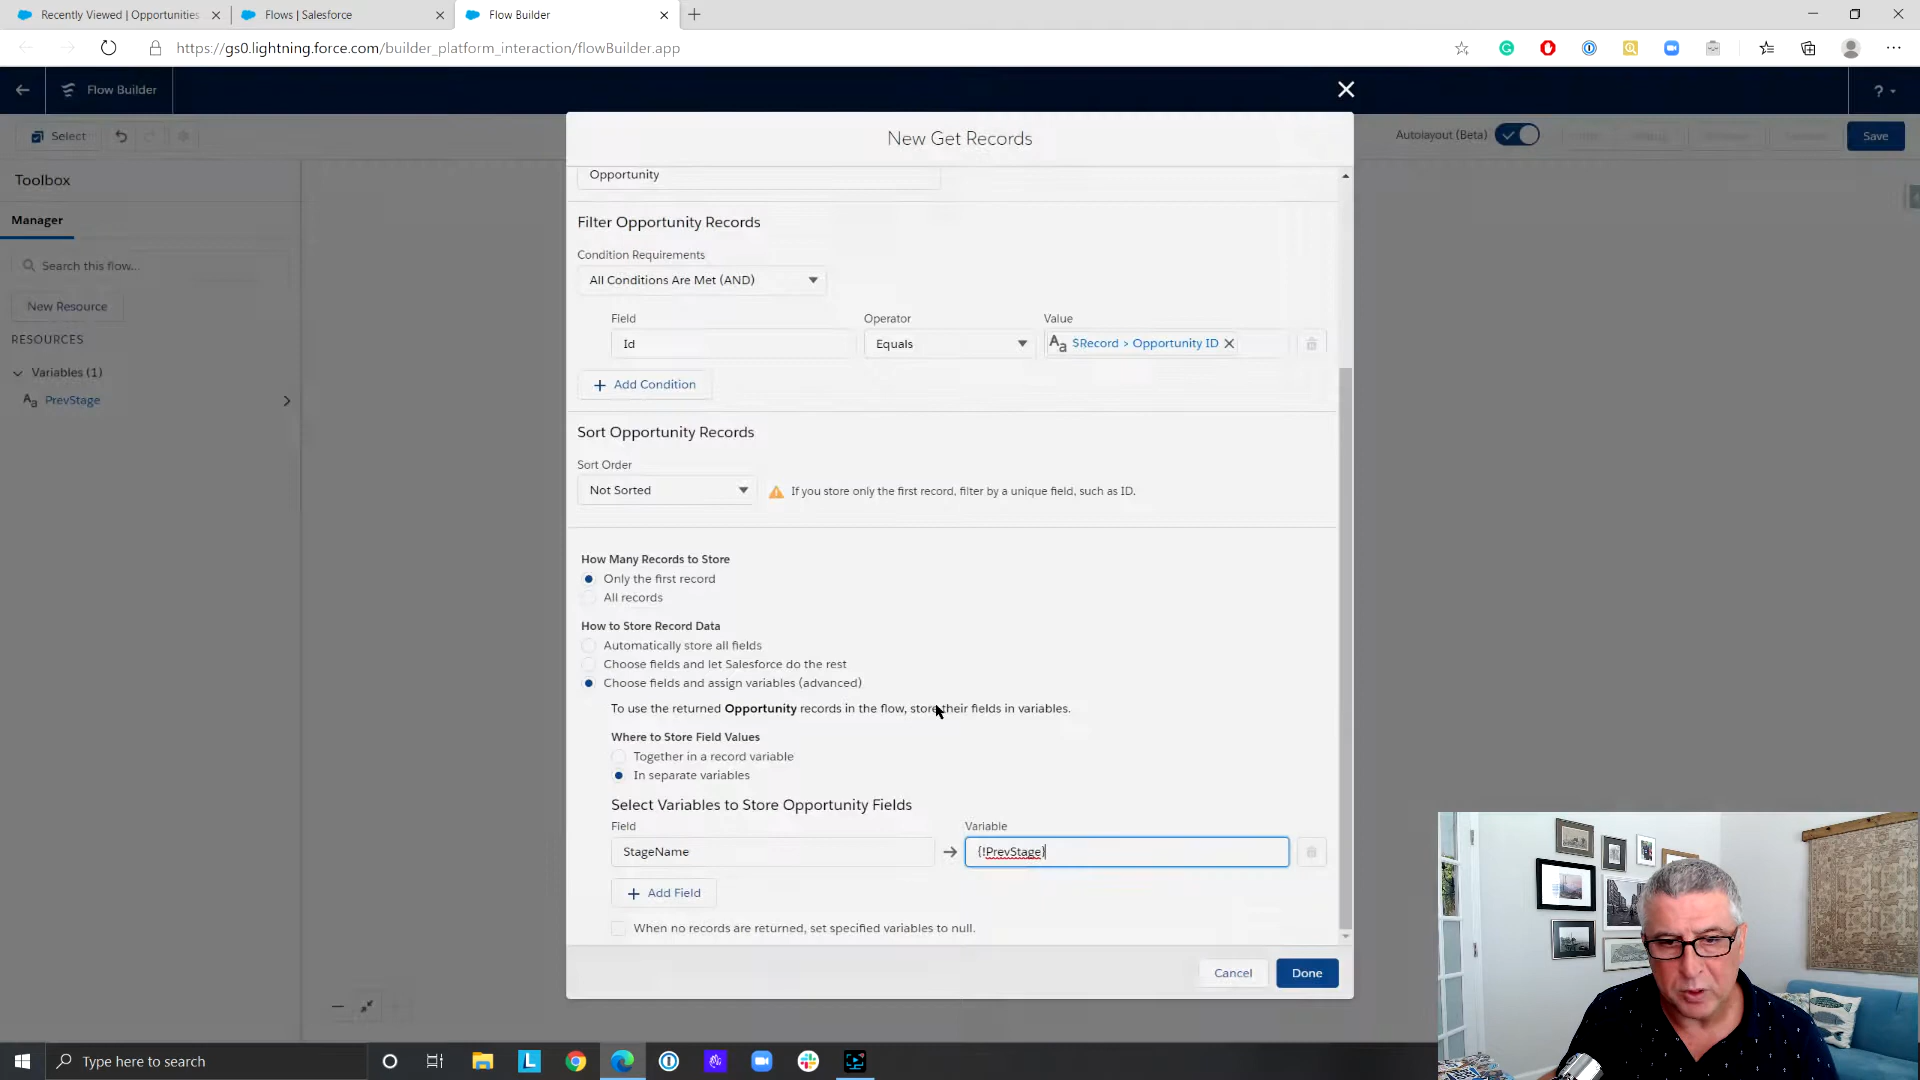 Recently Viewed | Opportunities
Flows | Salesforce
Flow Builder
https://gs0.lightning.force.com/builder_platform_interaction/flowBuilder.app
Flow Builder
?
Select
Autolayout (Beta)
Save
Toolbox
Manager
Search this flow...
New Resource
RESOURCES
Variables (1)
Aa PrevStage
New Get Records
Opportunity
Filter Opportunity Records
Condition Requirements
All Conditions Are Met (AND)
Field
Operator
Value
Id
Equals
Aa $Record > Opportunity ID
+ Add Condition
Sort Opportunity Records
Sort Order
Not Sorted
If you store only the first record, filter by a unique field, such as ID.
How Many Records to Store
Only the first record
All records
How to Store Record Data
Automatically store all fields
Choose fields and let Salesforce do the rest
Choose fields and assign variables (advanced)
To use the returned Opportunity records in the flow, store their fields in variables.
Where to Store Field Values
Together in a record variable
In separate variables
Select Variables to Store Opportunity Fields
Field
Variable
StageName
{!PrevStage}
+ Add Field
When no records are returned, set specified variables to null.
Cancel
Done
Type here to search
L